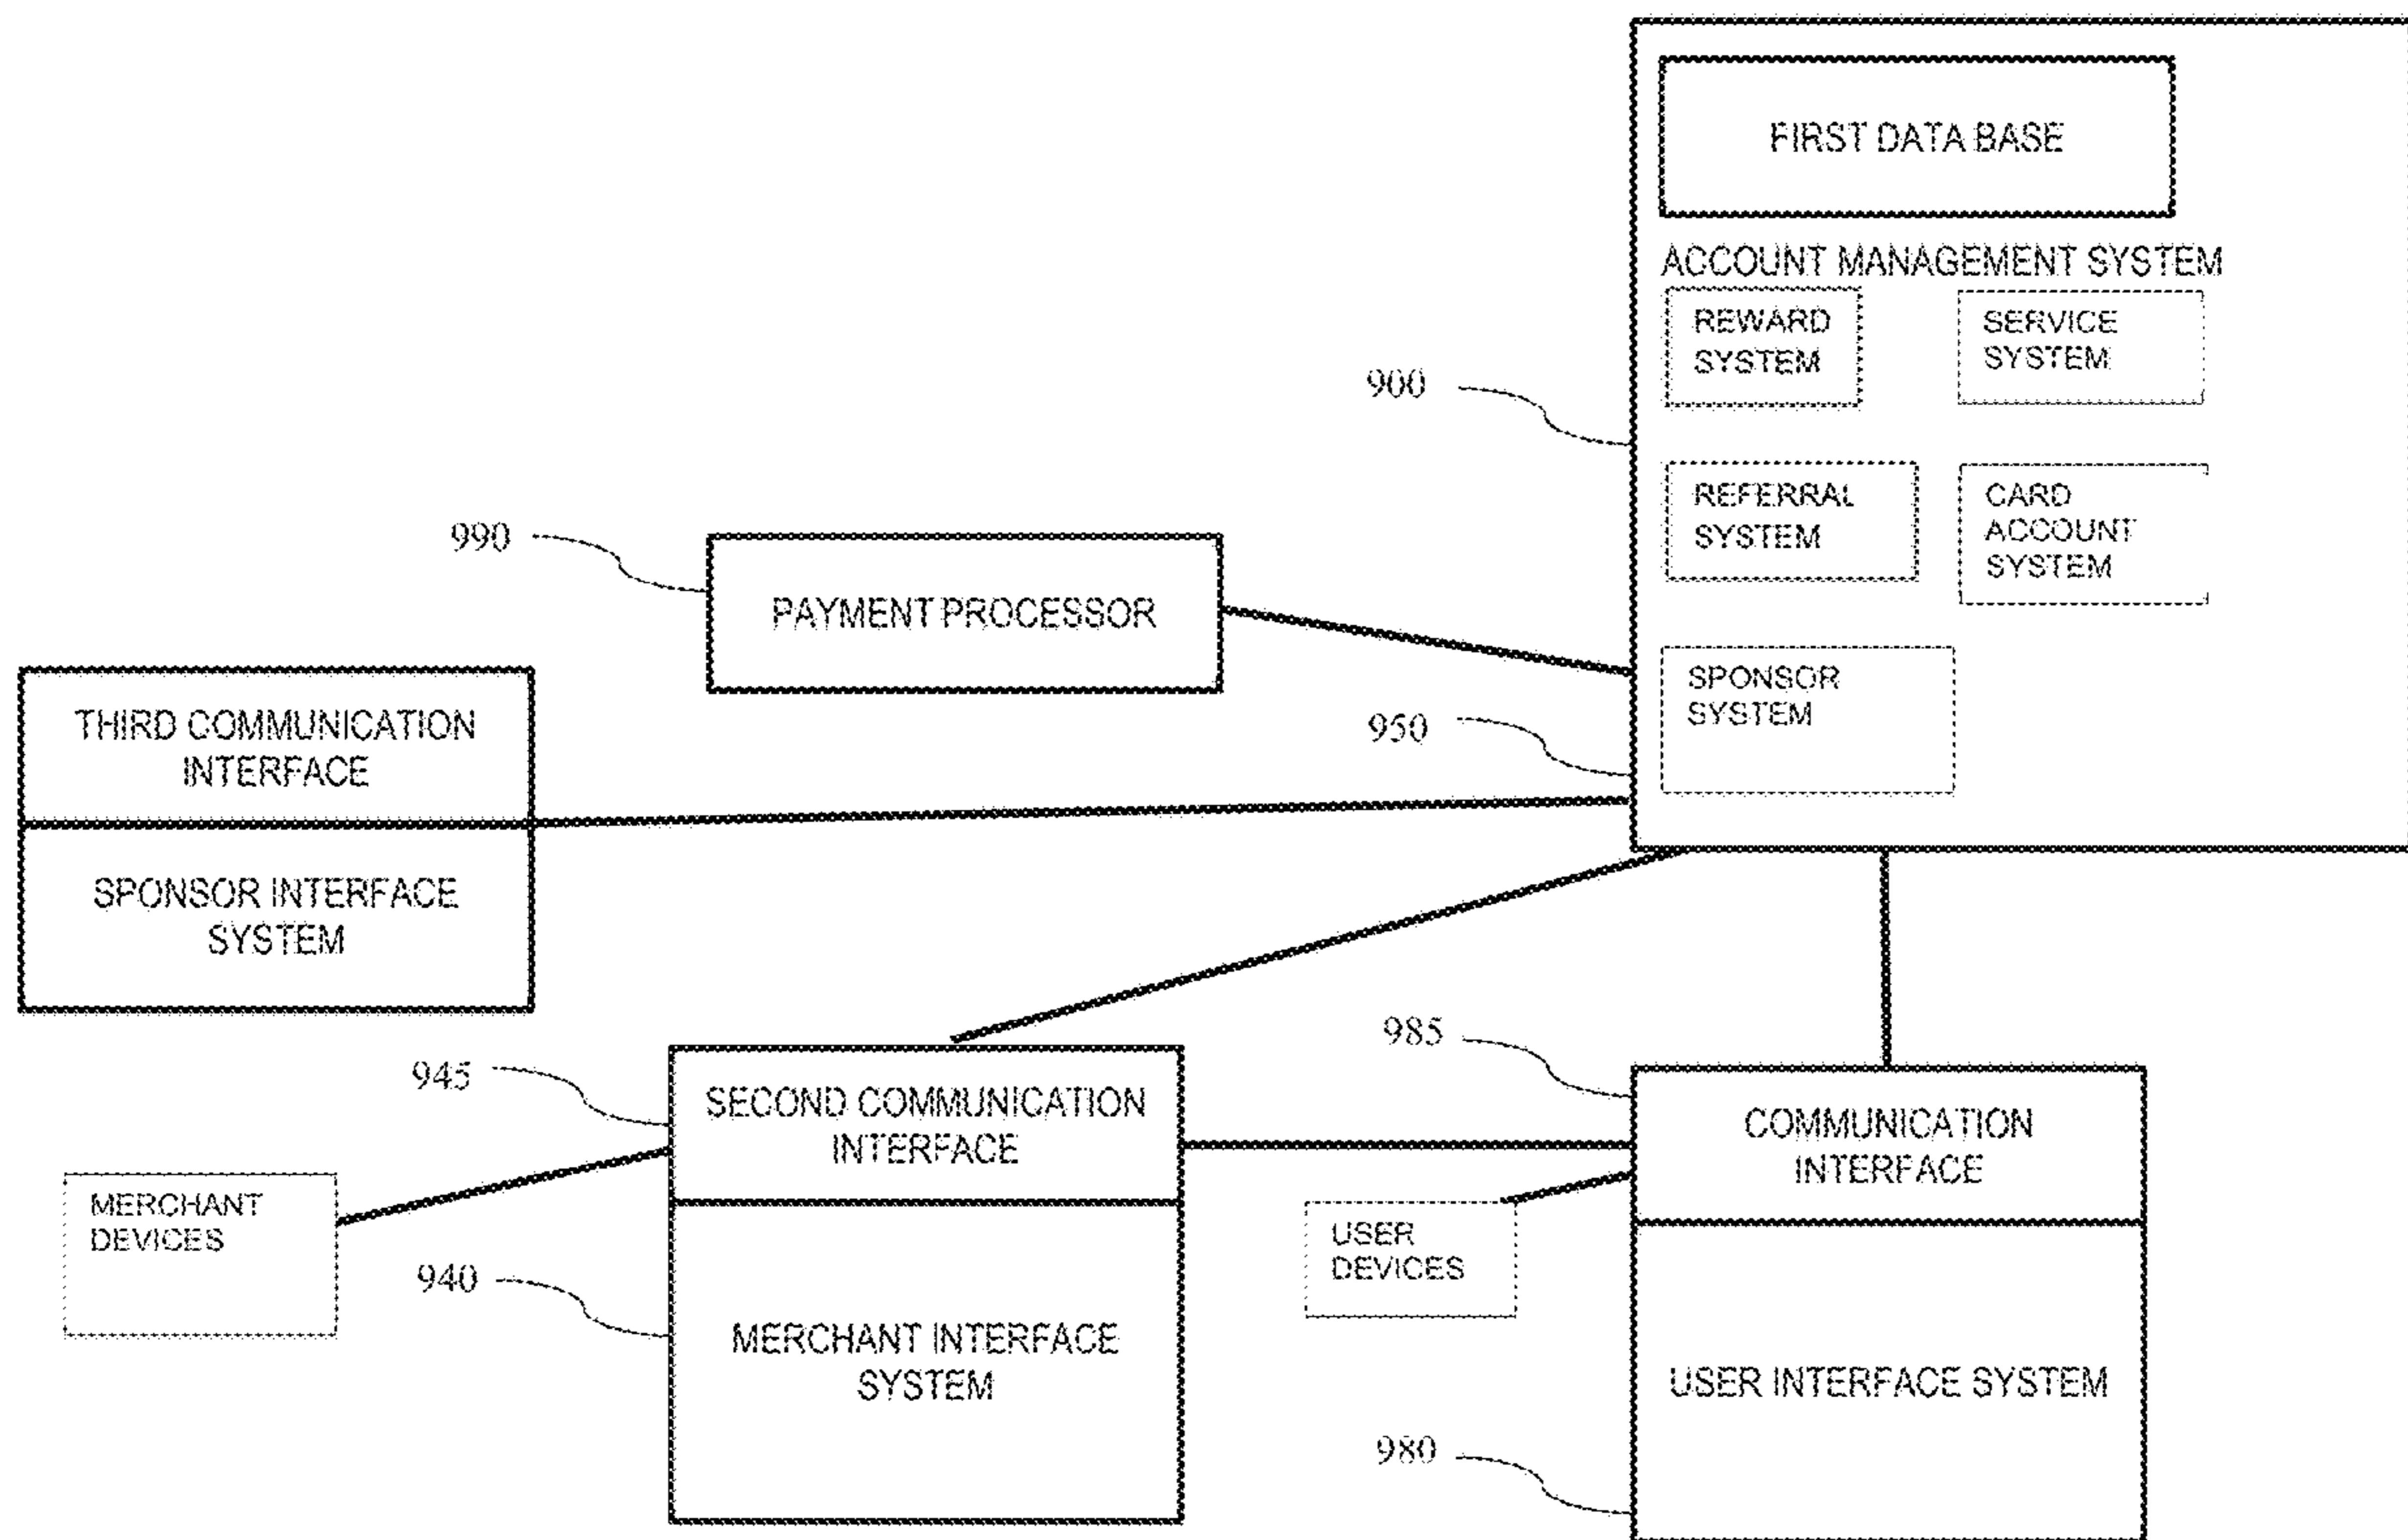 FIRST DATA BASE
ACCOUNT MANAGEMENT SYSTEM
REWARD
SYSTEM
SERVICE
SYSTEM
900
REFERRAL
SYSTEM
CARD
ACCOUNT
SYSTEM
990
PAYMENT PROCESSOR
SPONSOR
SYSTEM
950
THIRD COMMUNICATION
INTERFACE
SPONSOR INTERFACE
SYSTEM
985
945
SECOND COMMUNICATION
INTERFACE
COMMUNICATION
INTERFACE
MERCHANT
DEVICES
USER
DEVICES
940
MERCHANT INTERFACE
SYSTEM
USER INTERFACE SYSTEM
980